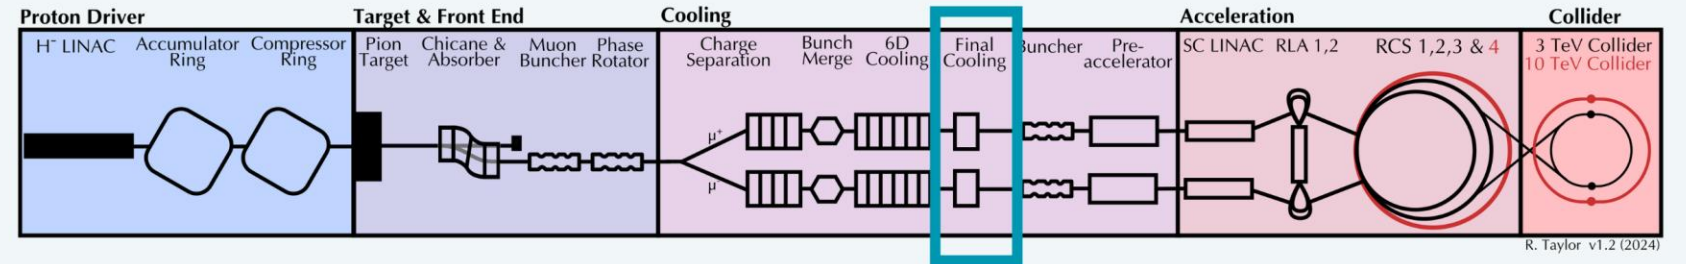 Proton Driver
Target & Front End
Cooling
Acceleration
Collider
H⁻ LINAC
Accumulator
Ring
Compressor
Ring
Pion
Target
Chicane &
Absorber
Muon
Buncher
Phase
Rotator
Charge
Separation
Bunch
Merge
6D
Cooling
Final
Cooling
Buncher
Pre-
accelerator
SC LINAC
RLA 1,2
RCS 1,2,3 & 4
3 TeV Collider
10 TeV Collider
μ⁺
μ
R. Taylor v1.2 (2024)